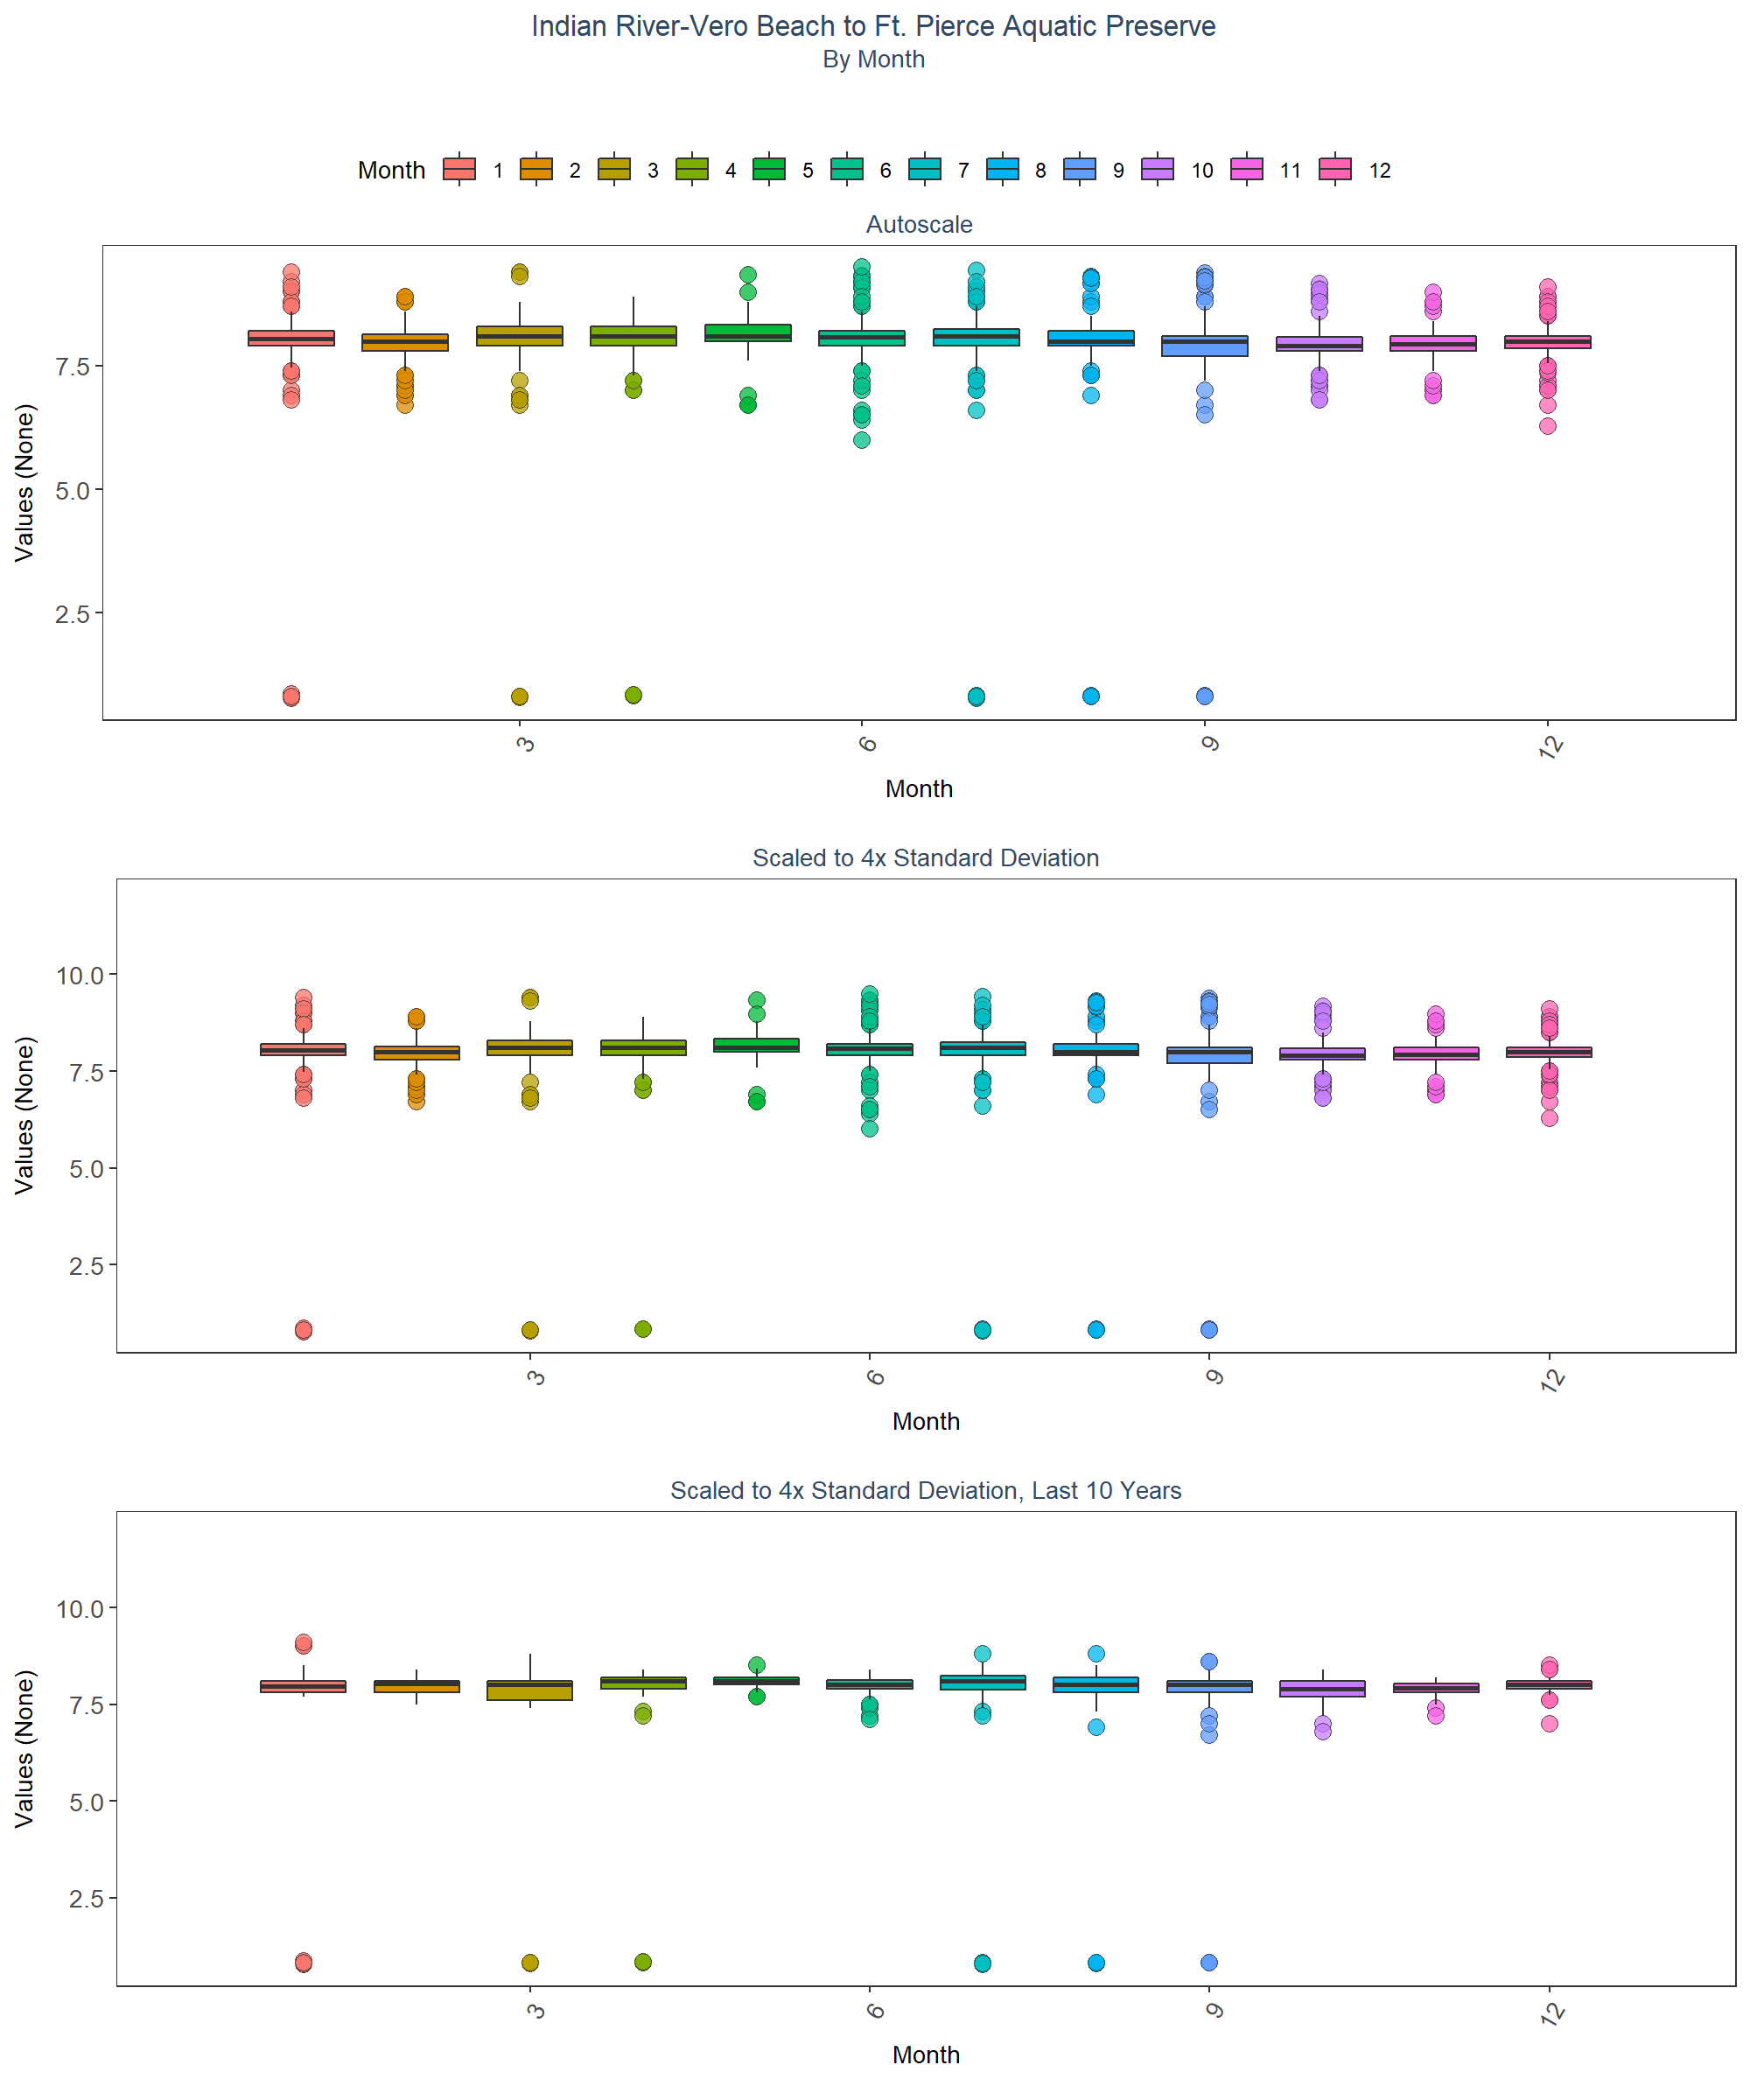 Indian River-Vero Beach to Ft. Pierce Aquatic Preserve
By Month
Month 1 2 3 4 5 6 7 8 9 10 11 12
Autoscale
Values (None)
7.5
5.0
2.5
3 6 9 12
Month
Scaled to 4x Standard Deviation
Values (None)
10.0
7.5
5.0
2.5
3 6 9 12
Month
Scaled to 4x Standard Deviation, Last 10 Years
Values (None)
10.0
7.5
5.0
2.5
3 6 9 12
Month